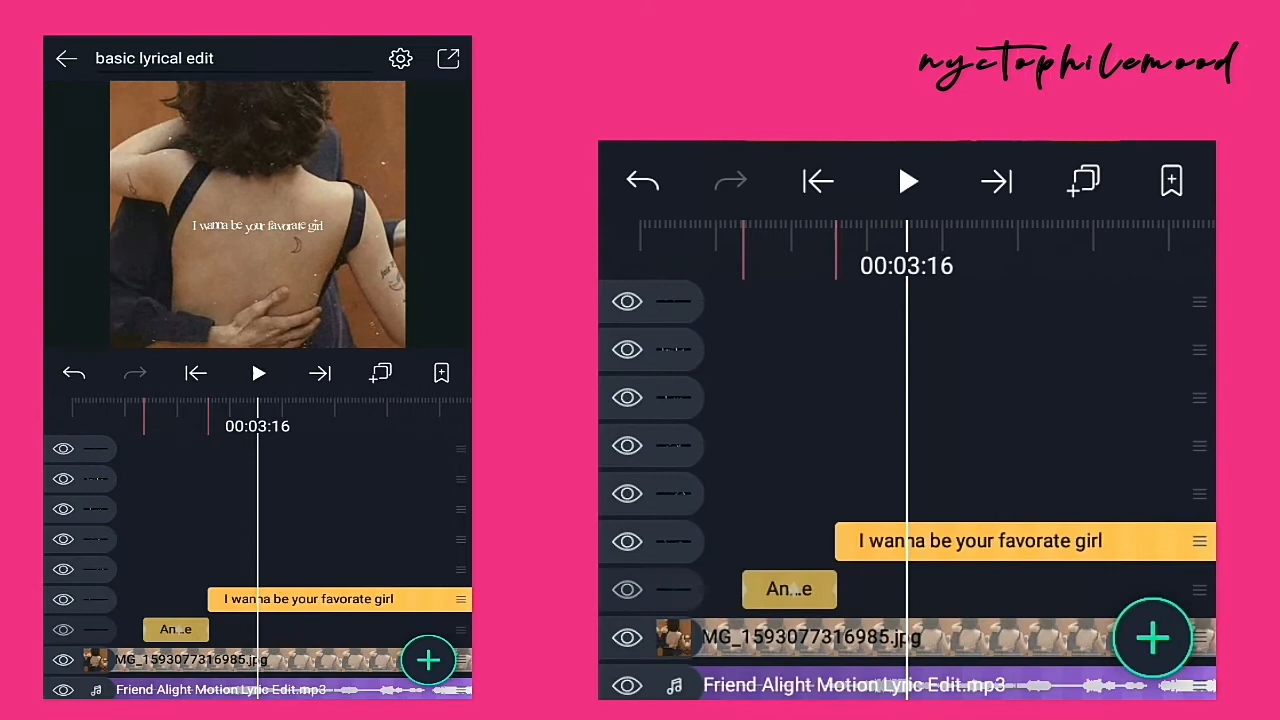 basic lyrical edit
nyctophilemood
I wanna be your favorate girl
00:03:16
I wanna be your favorate girl
An...e
MG_1593077316985.jpg
Friend Alight Motion Lyric Edit.mp3
00:03:16
I wanna be your favorate girl
An...e
MG_1593077316985.jpg
Friend Alight Motion Lyric Edit.mp3